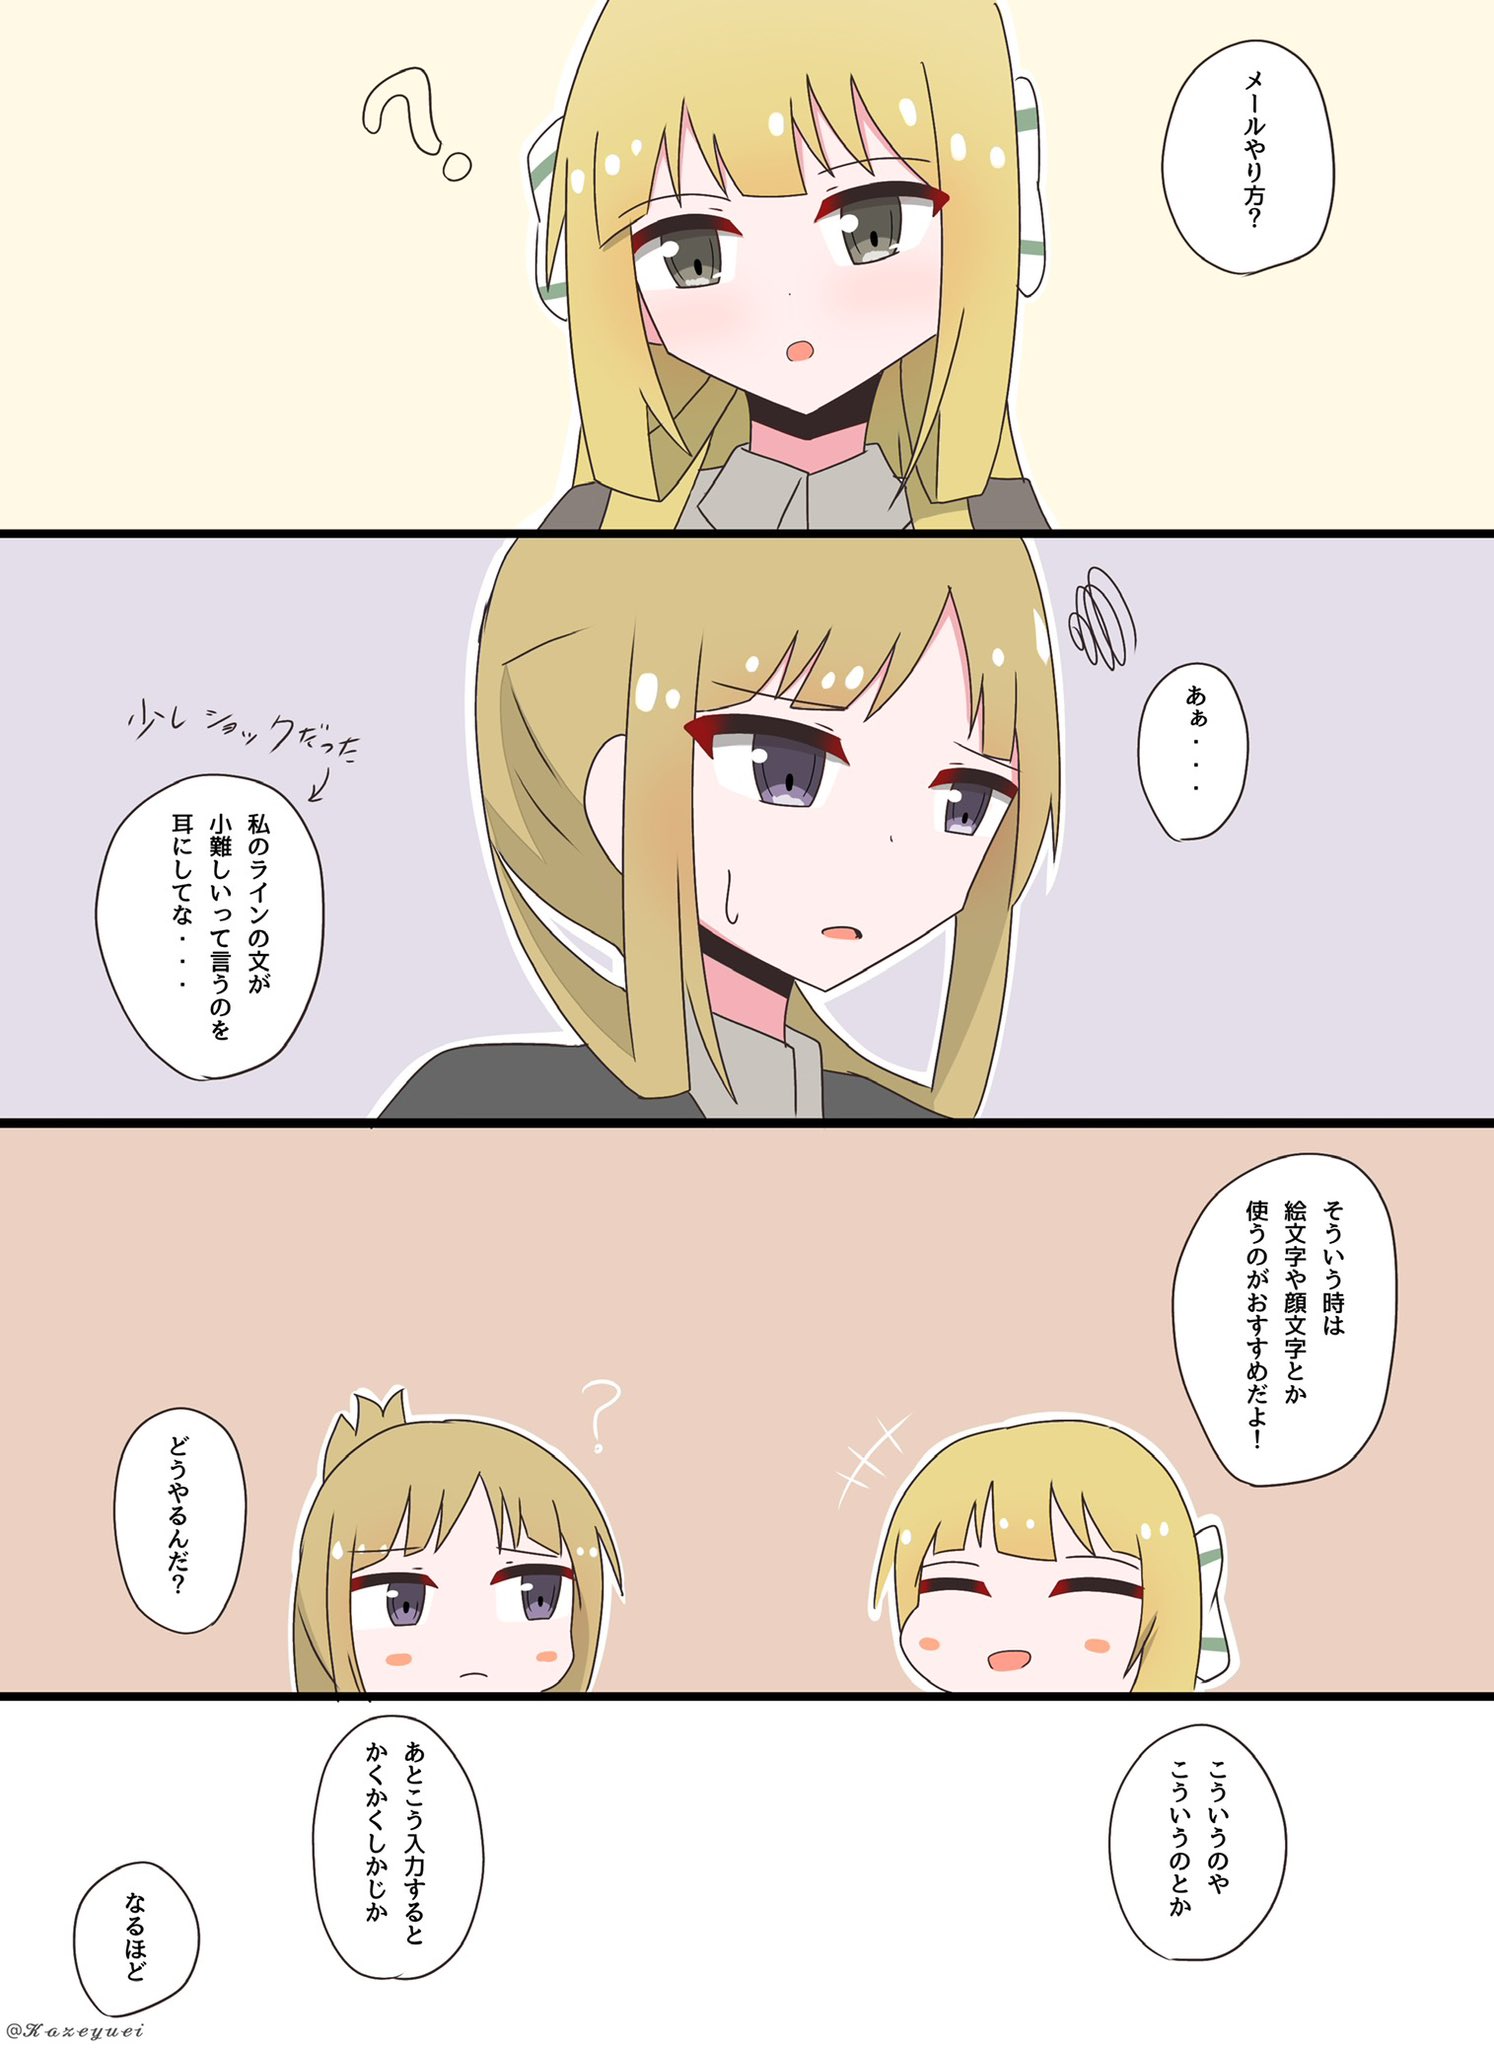 メールやり方?
あぁ・・・・
少しショックだった
私のラインの文が
小難しいって言うのを
耳にしてな・・・・
そういう時は
絵文字や顔文字とか
使うのがおすすめだよ!
どうやるんだ?
こういうのや
こういうのとか
あとこう入力すると
かくかくしかじか
なるほど
@Kazeyuei